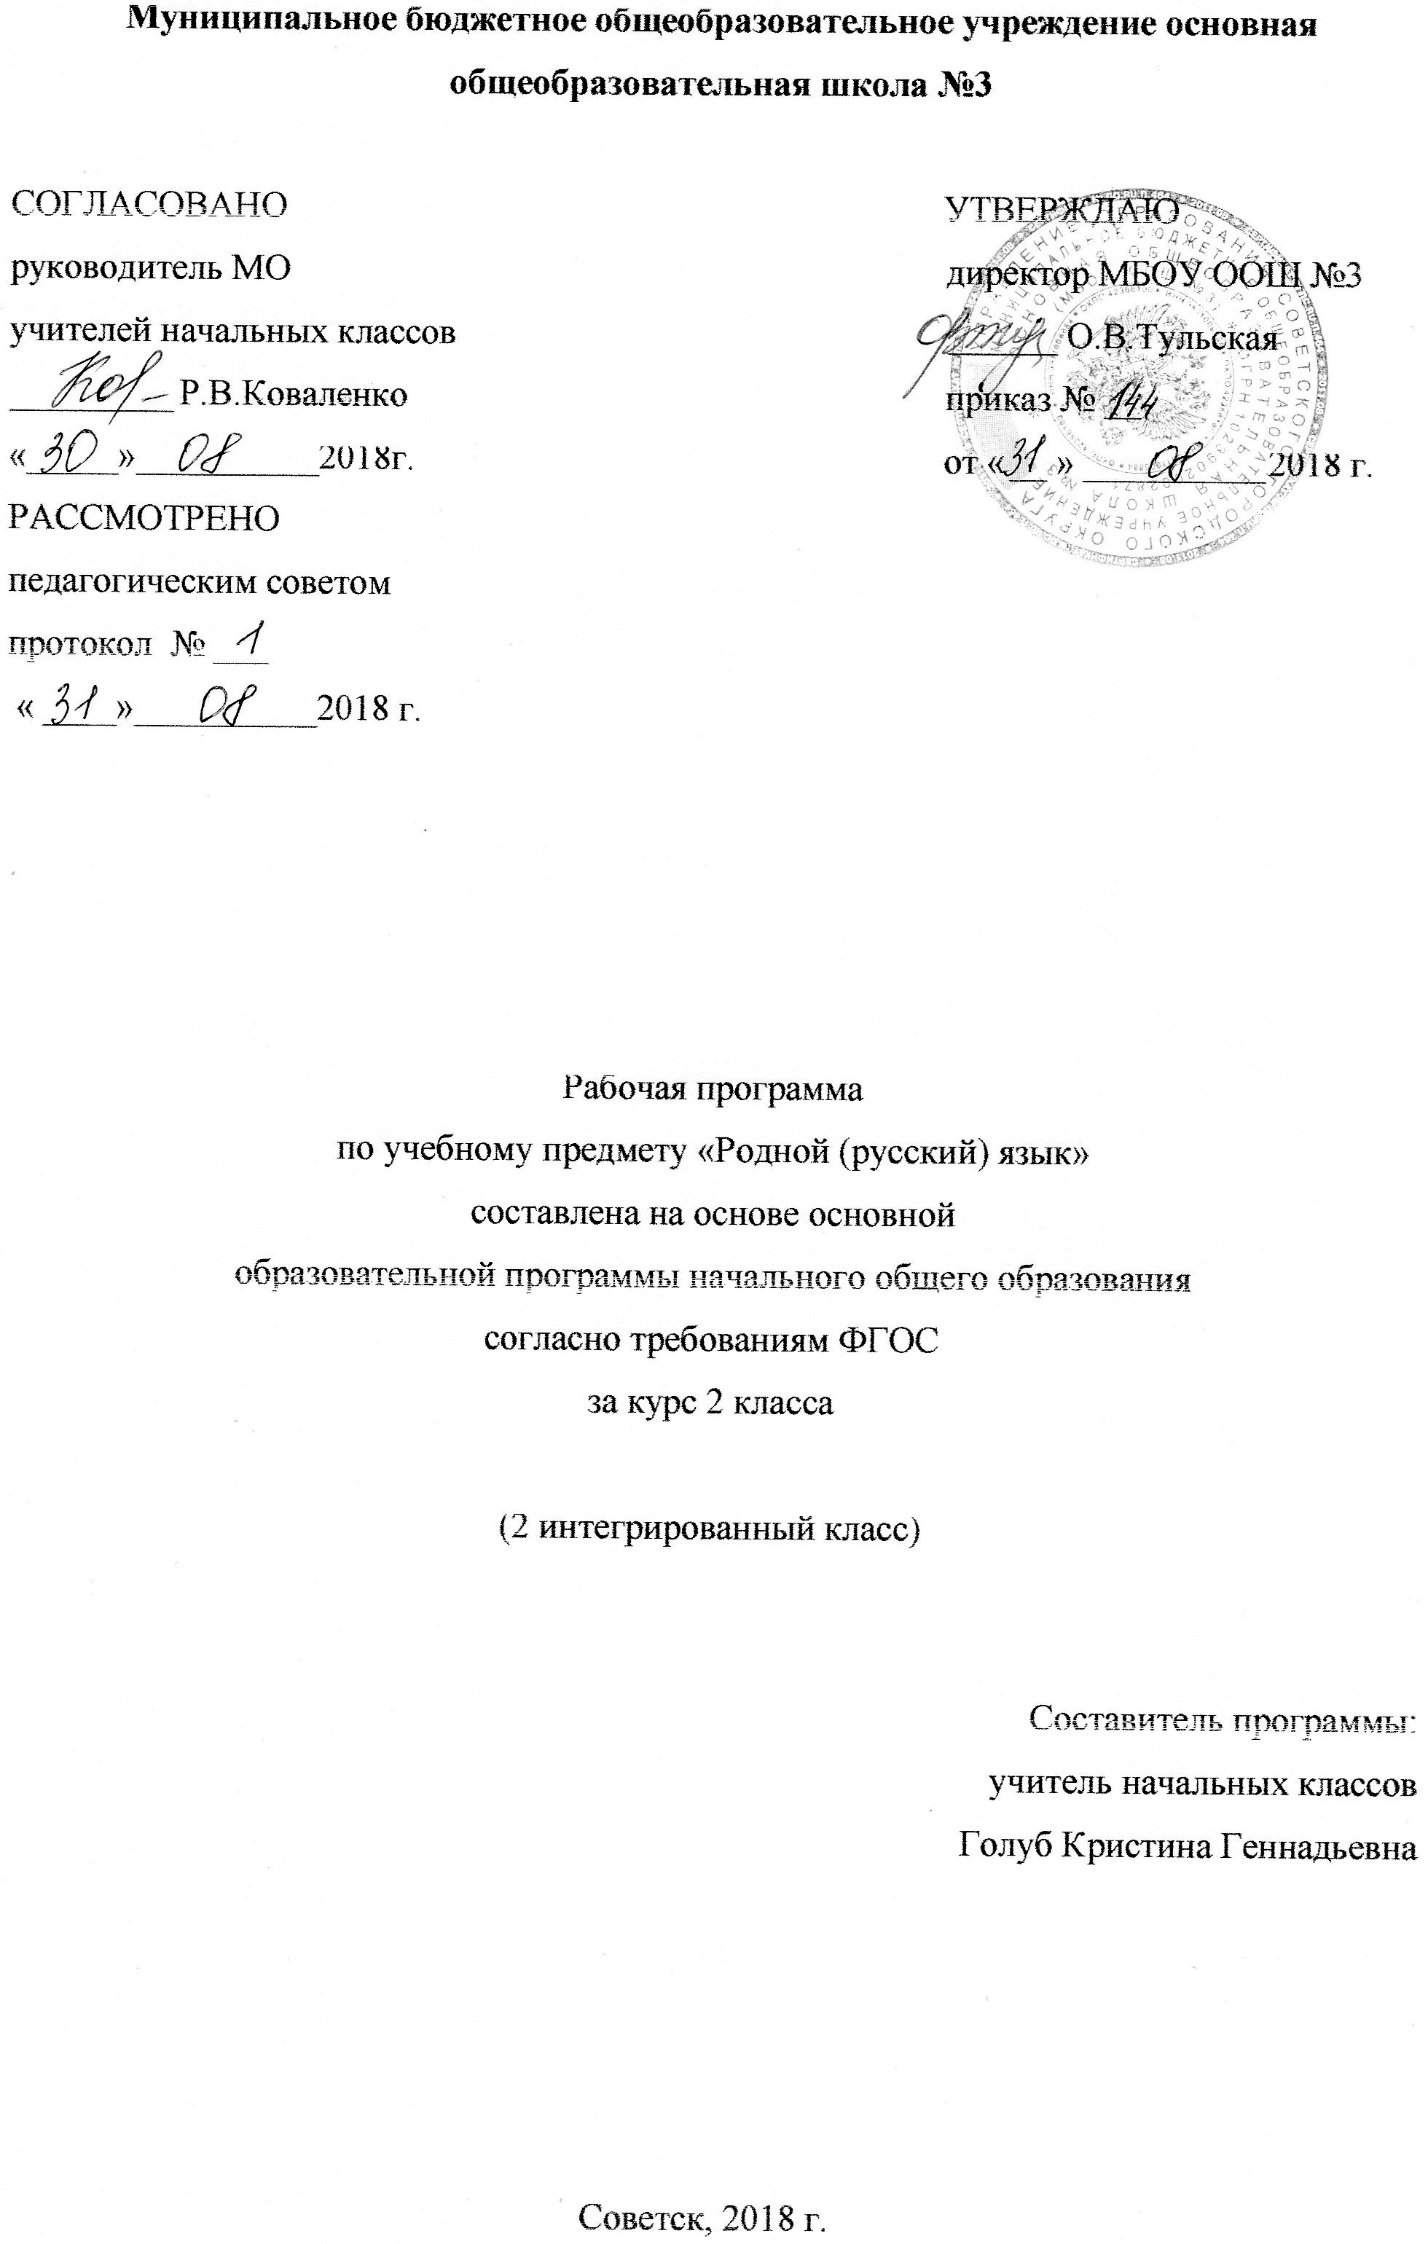 Муниципальное бюджетное общеобразовательное учреждение основная
общеобразовательная школа №3
СОГЛАСОВАНО
руководитель МО
учителей начальных классов
Р.В.Коваленко
«30» 08 2018г.
РАССМОТРЕНО
педагогическим советом
протокол № 1
«31» 08 2018 г.
УТВЕРЖДАЮ
директор МБОУ ООШ №3
О.В.Тульская
приказ № 144
от «31» 08 2018 г.
Рабочая программа
по учебному предмету «Родной (русский) язык»
составлена на основе основной
образовательной программы начального общего образования
согласно требованиям ФГОС
за курс 2 класса
(2 интегрированный класс)
Составитель программы:
учитель начальных классов
Голуб Кристина Геннадьевна
Советск, 2018 г.